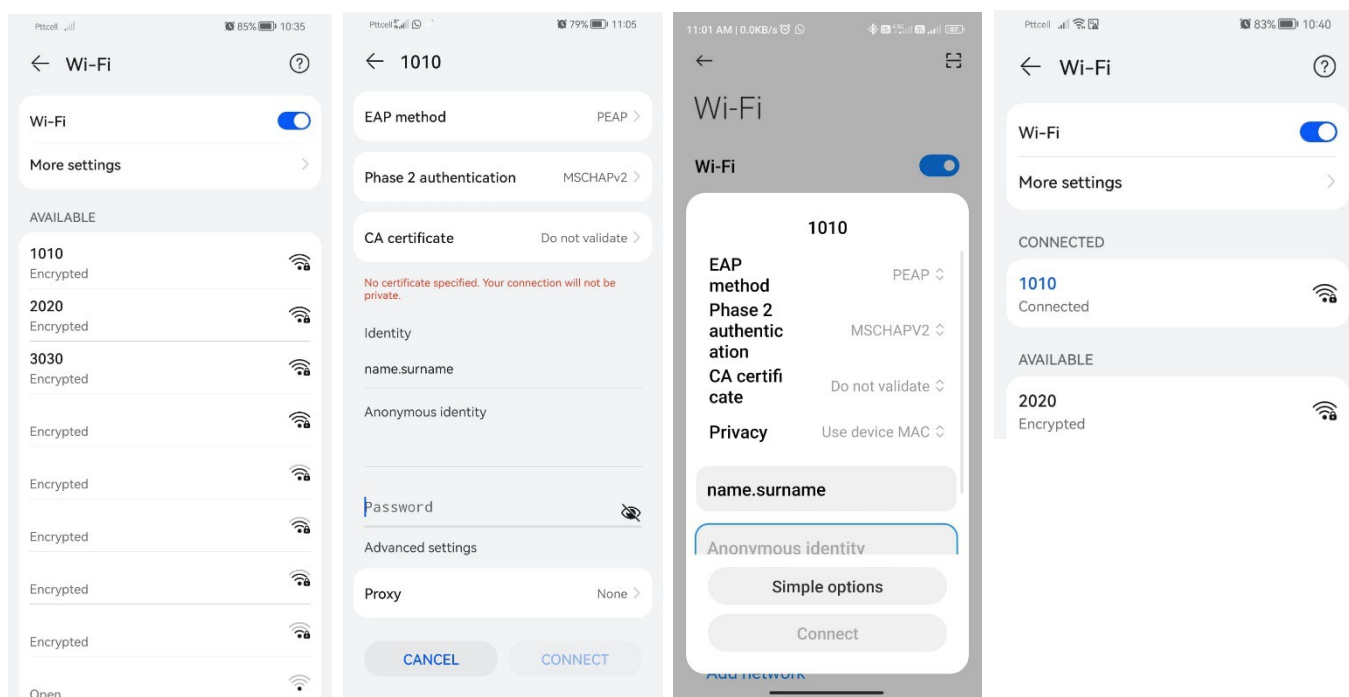 Pttcell 85% 10:35
Wi-Fi
Wi-Fi
More settings
AVAILABLE
1010
Encrypted
2020
Encrypted
3030
Encrypted
Encrypted
Encrypted
Encrypted
Encrypted
Encrypted
Open
Pttcell 79% 11:05
1010
EAP method PEAP
Phase 2 authentication MSCHAPv2
CA certificate Do not validate
No certificate specified. Your connection will not be
private.
Identity
name.surname
Anonymous identity
Password
Advanced settings
Proxy None
CANCEL CONNECT
11:01 AM | 0.0KB/s
Wi-Fi
Wi-Fi
1010
EAP
method PEAP
Phase 2
authentic
ation MSCHAPV2
CA certifi
cate Do not validate
Privacy Use device MAC
name.surname
Anonymous identity
Simple options
Connect
Add network
Pttcell 83% 10:40
Wi-Fi
Wi-Fi
More settings
CONNECTED
1010
Connected
AVAILABLE
2020
Encrypted